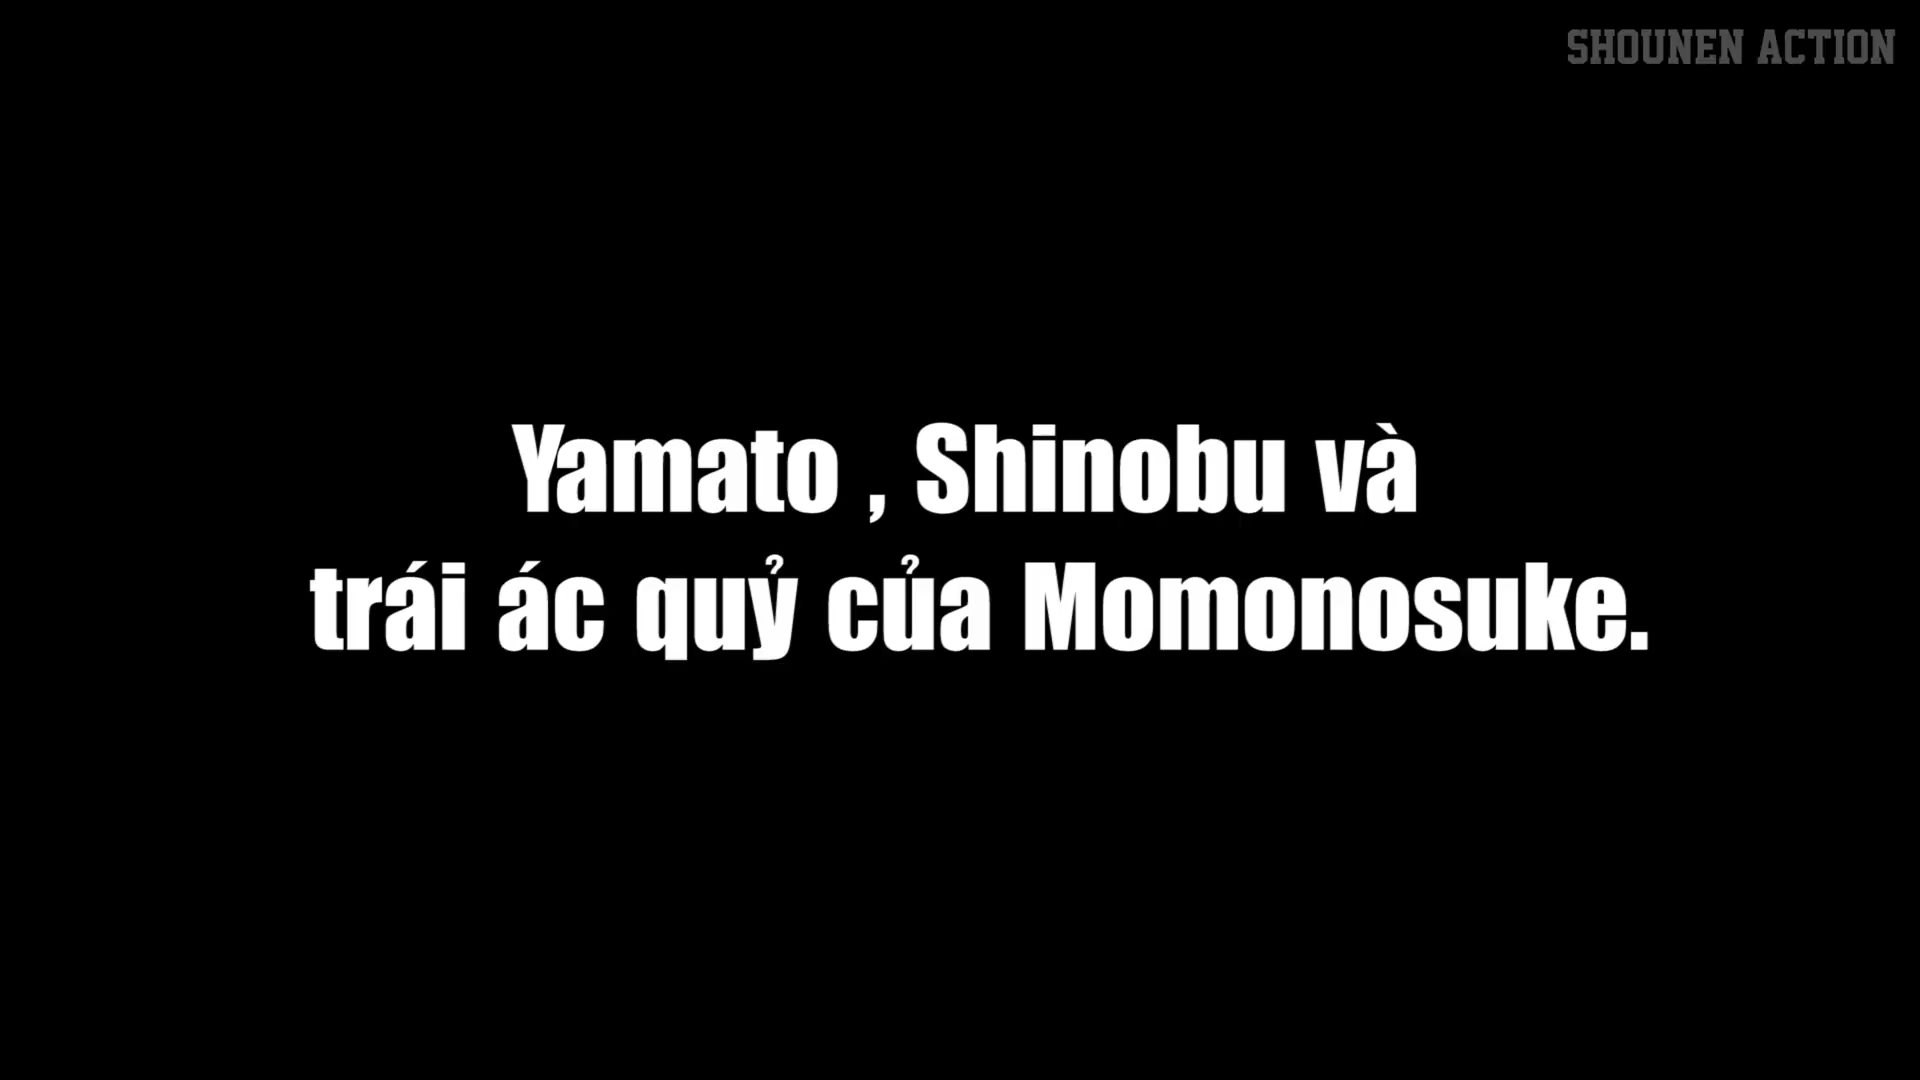 SHOUNEN ACTION
Yamato , Shinobu và
trái ác quỷ của Momonosuke.